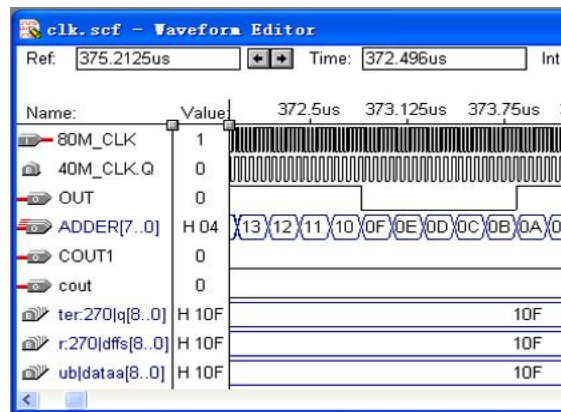 clk.scf - Waveform Editor
Ref: 375.2125us Time: 372.496us Int
Name: Value: 372.5us 373.125us 373.75us
80M_CLK 1
40M_CLK.Q 0
OUT 0
ADDER[7..0] H 04 13 12 11 10 0F 0E 0D 0C 0B 0A 0
COUT1 0
cout 0
ter:270|q[8..0] H 10F 10F
r:270|dffs[8..0] H 10F 10F
ub|dataa[8..0] H 10F 10F